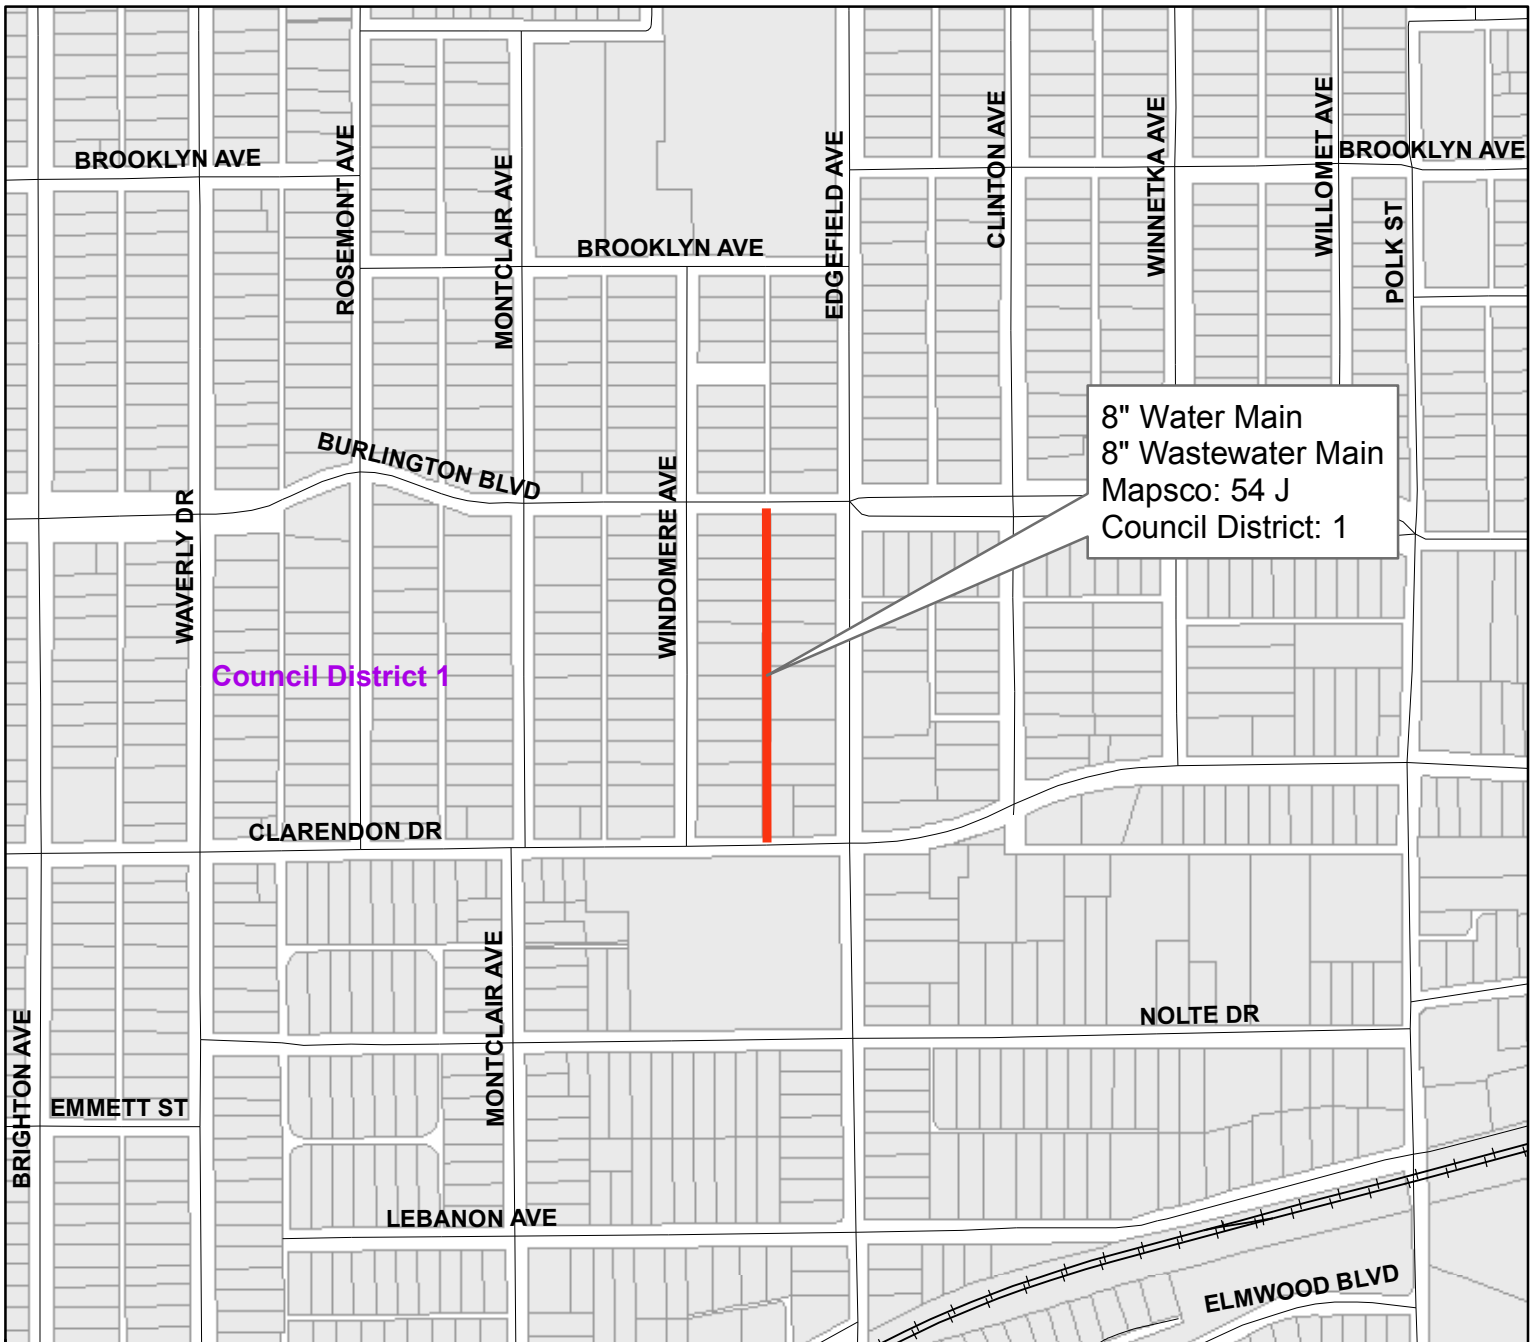 BROOKLYN AVE
ROSEMONT AVE
MONTCLAIR AVE
BROOKLYN AVE
EDGEFIELD AVE
CLINTON AVE
WINNETKA AVE
WILLOMET AVE
BROOKLYN AVE
POLK ST
8" Water Main
8" Wastewater Main
Mapsco: 54 J
Council District: 1
BURLINGTON BLVD
WAVERLY DR
WINDOMERE AVE
Council District 1
CLARENDON DR
MONTCLAIR AVE
NOLTE DR
BRIGHTON AVE
EMMETT ST
LEBANON AVE
ELMWOOD BLVD